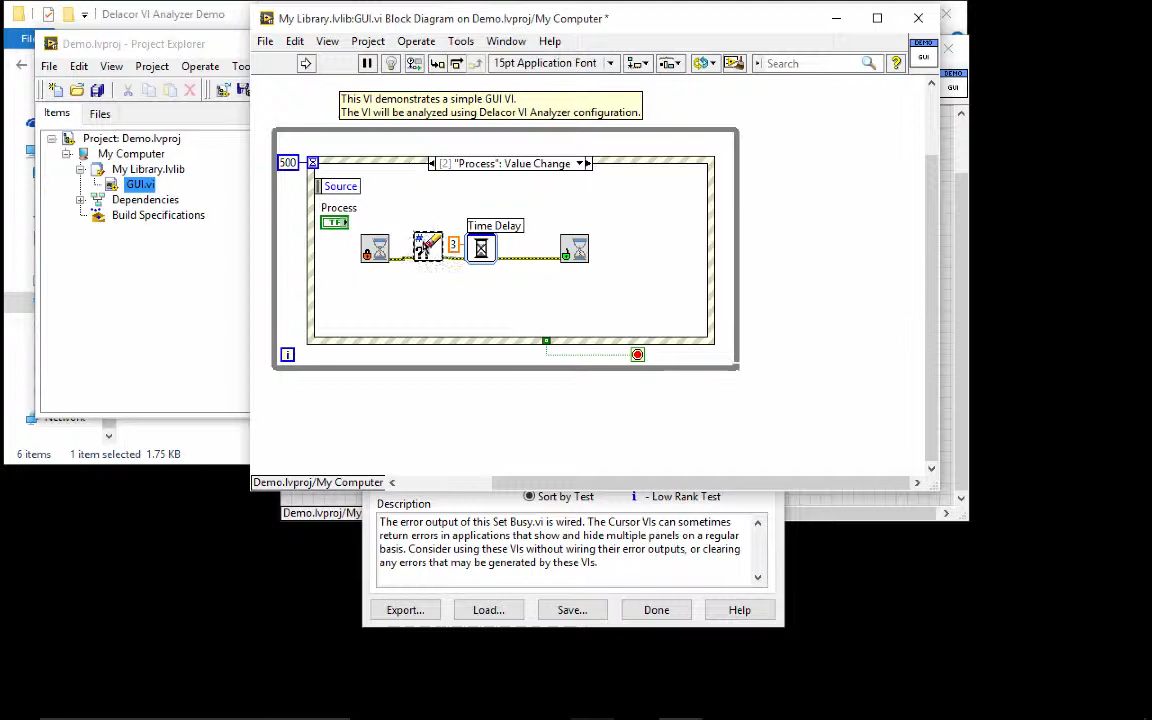 Delacor VI Analyzer Demo
File
Demo.lvproj - Project Explorer
File Edit View Project Operate
Items Files
Project: Demo.lvproj
My Computer
My Library.lvlib
GUI.vi
Dependencies
Build Specifications
6 items 1 item selected 1.75 KB
My Library.lvlib:GUI.vi Block Diagram on Demo.lvproj/My Computer *
File Edit View Project Operate Tools Window Help
15pt Application Font
Search
DEMO
GUI
DEMO
GUI
This VI demonstrates a simple GUI VI.
The VI will be analyzed using Delacor VI Analyzer configuration.
500
[2] "Process": Value Change
Source
Process
TF
Time Delay
3
i
Demo.lvproj/My Computer
Demo.lvproj/My
Sort by Test
i - Low Rank Test
Description
The error output of this Set Busy.vi is wired. The Cursor VIs can sometimes
return errors in applications that show and hide multiple panels on a regular
basis. Consider using these VIs without wiring their error outputs, or clearing
any errors that may be generated by these VIs.
Export... Load... Save... Done Help